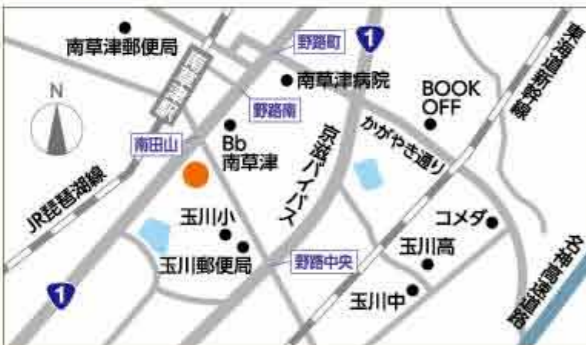 野路町
1
南草津郵便局
南草津駅
南草津病院
東海道新幹線
BOOK
OFF
N
野路南
南田山
Bb
南草津
京滋バイパス
かがやき通り
JR琵琶湖線
玉川小
コメダ
玉川郵便局
野路中央
玉川高
名神高速道路
1
玉川中